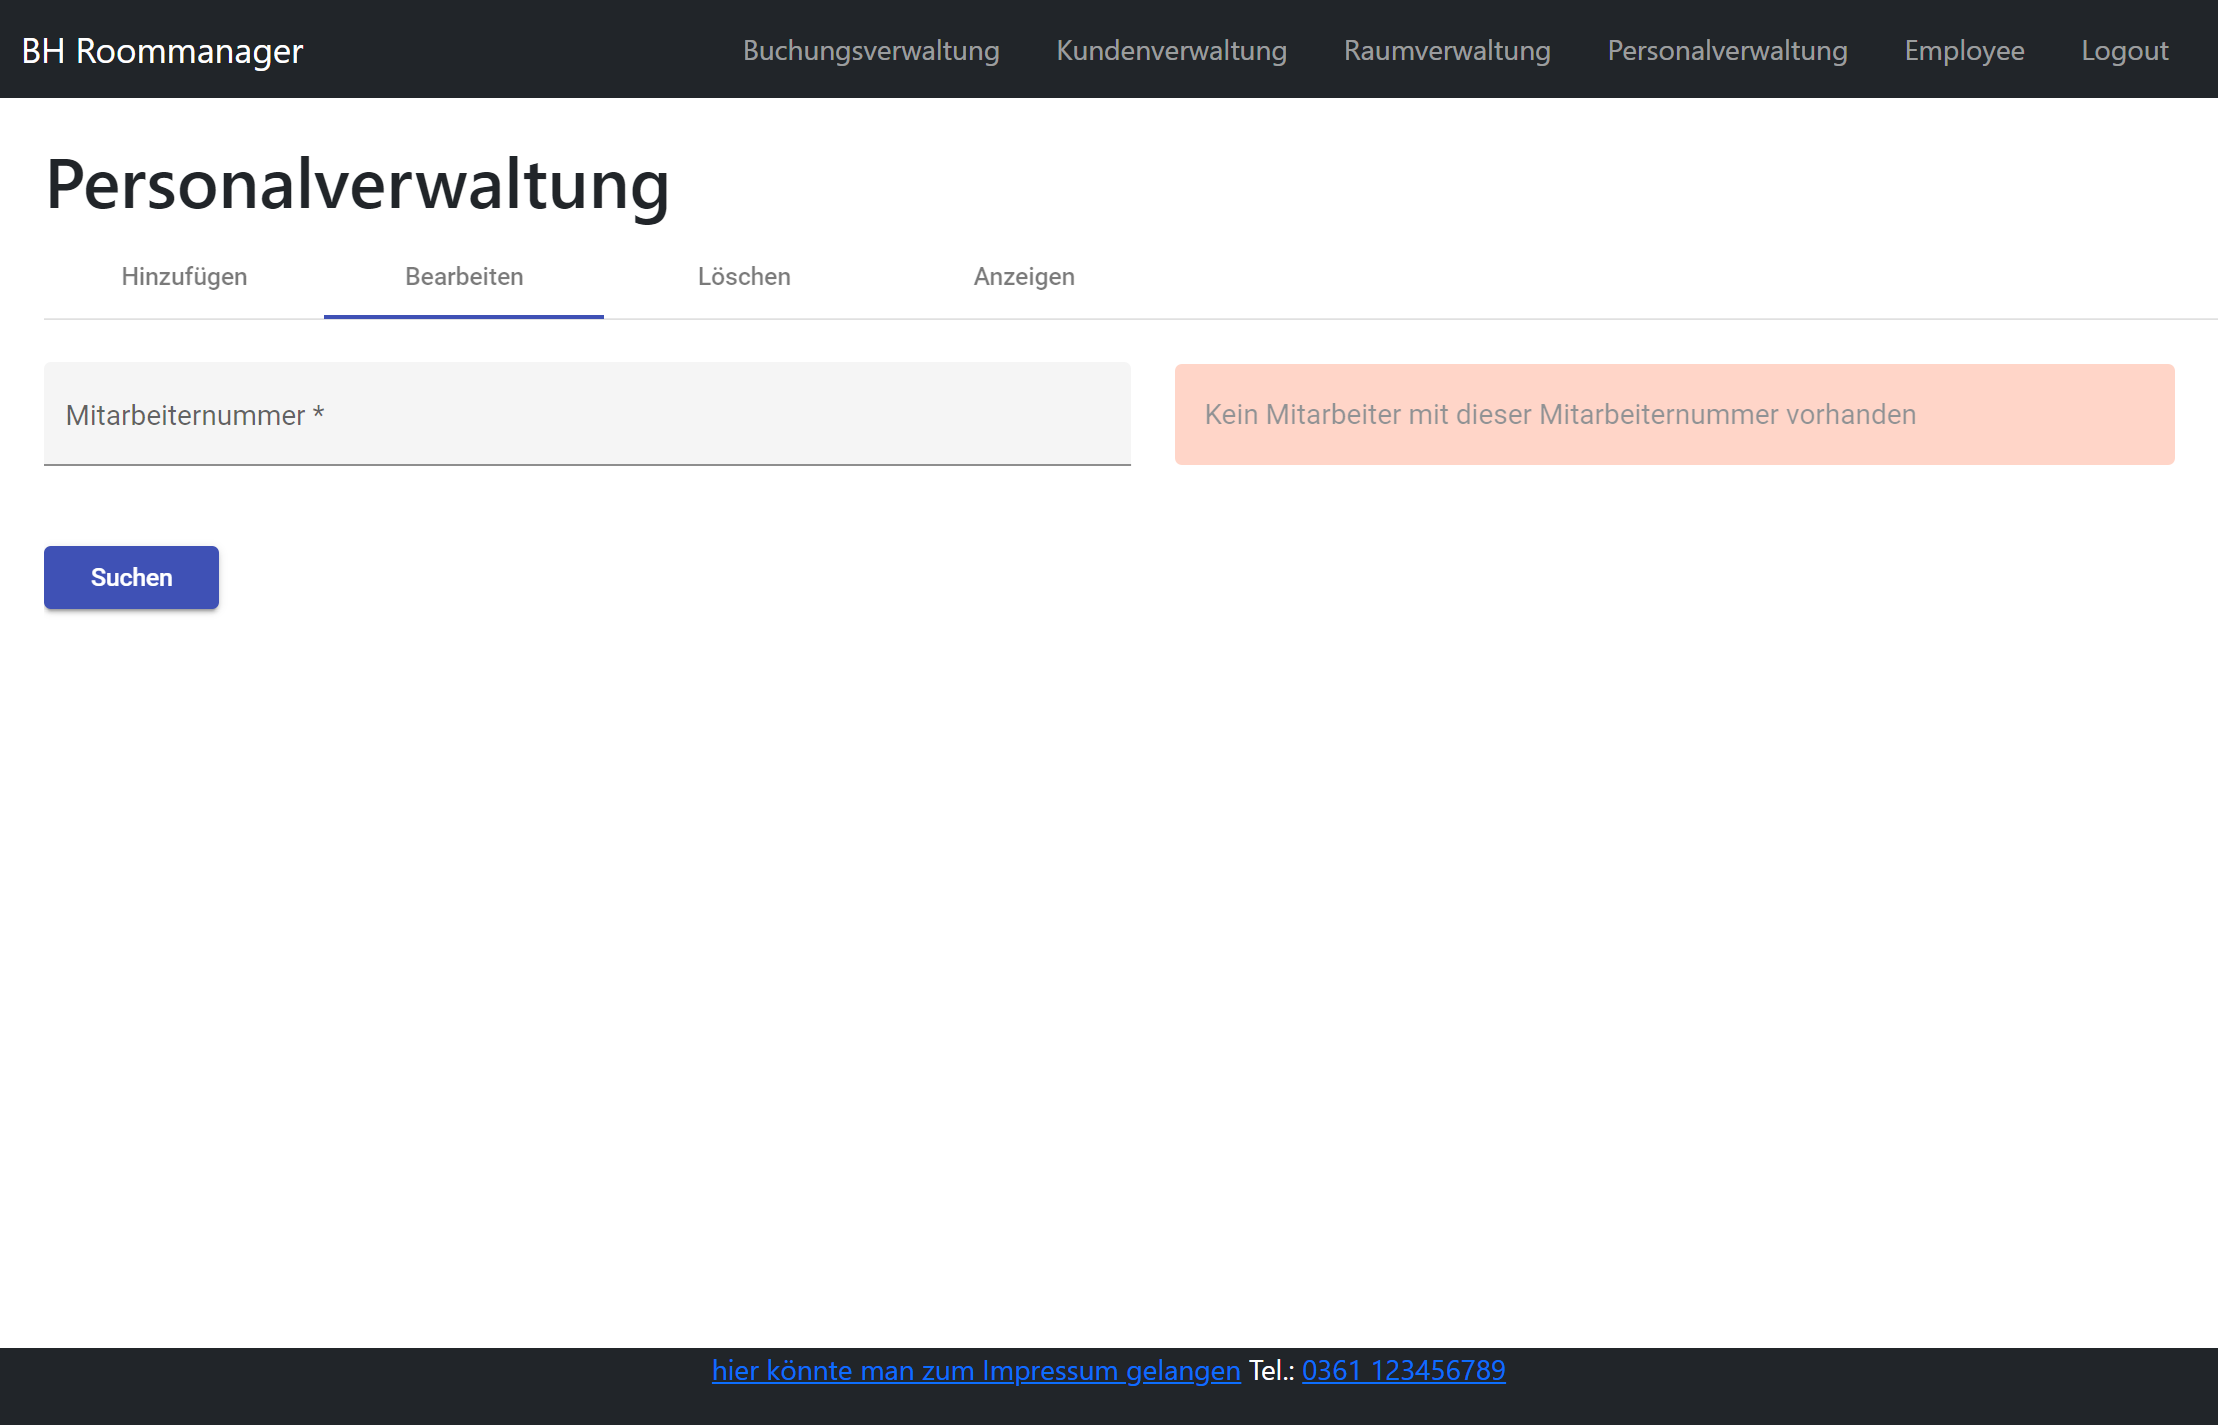 BH Roommanager Buchungsverwaltung Kundenverwaltung Raumverwaltung Personalverwaltung Employee Logout
Personalverwaltung
Hinzufügen Bearbeiten Löschen Anzeigen
Mitarbeiternummer * Kein Mitarbeiter mit dieser Mitarbeiternummer vorhanden
Suchen
hier könnte man zum Impressum gelangen Tel.: 0361 123456789